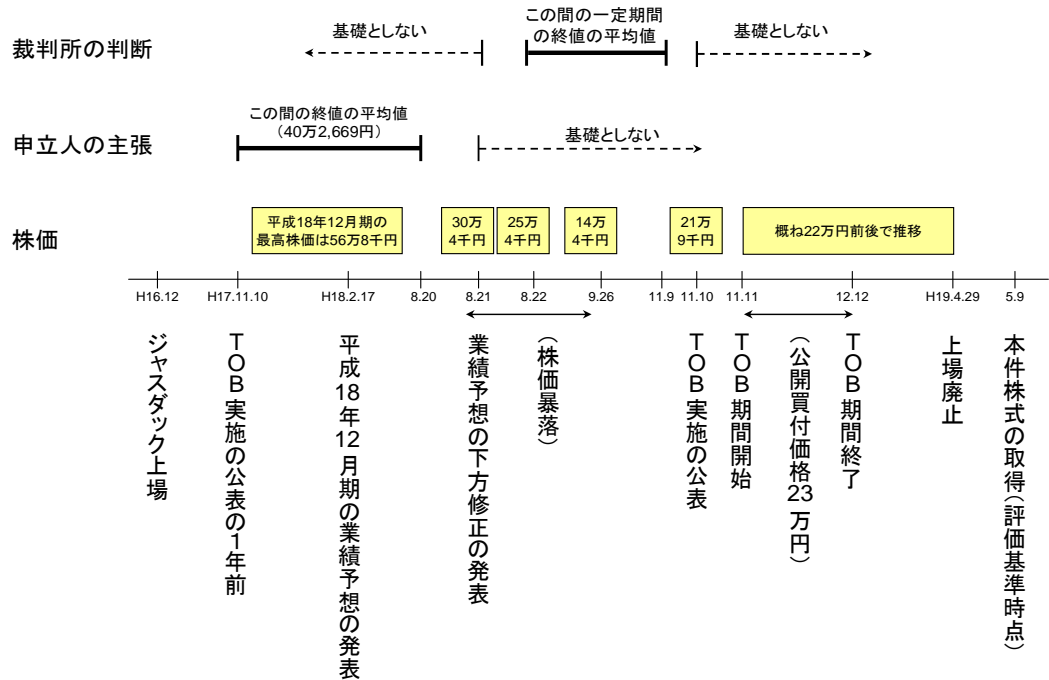 裁判所の判断
基礎としない
この間の一定期間
の終値の平均値
基礎としない
申立人の主張
この間の終値の平均値
(40万2,669円)
基礎としない
株価
平成18年12月期の
最高株価は56万8千円
30万
4千円
25万
4千円
14万
4千円
21万
9千円
概ね22万円前後で推移
H16.12
H17.11.10
H18.2.17
8.20
8.21
8.22
9.26
11.9
11.10
11.11
12.12
H19.4.29
5.9
ジャスダック上場
TOB実施の公表の1年前
平成18年12月期の業績予想の発表
業績予想の下方修正の発表
(株価暴落)
TOB実施の公表
TOB期間開始
(公開買付価格23万円)
TOB期間終了
上場廃止
本件株式の取得(評価基準時点)